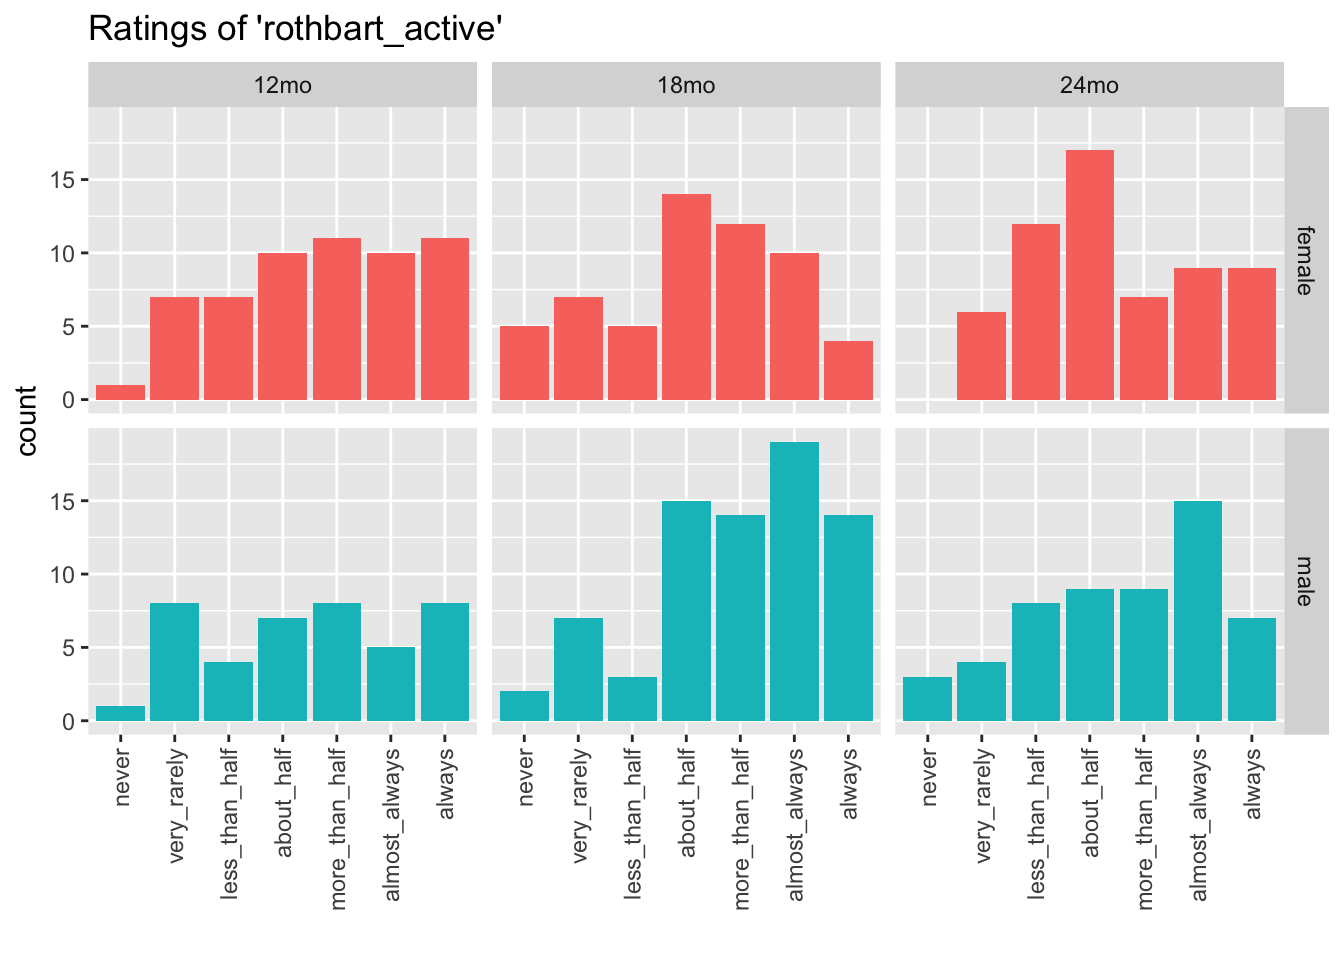 Ratings of 'rothbart_active'
12mo
18mo
24mo
15
10
5
0
female
count
15
10
5
0
male
never
very_rarely
less_than_half
about_half
more_than_half
almost_always
always
never
very_rarely
less_than_half
about_half
more_than_half
almost_always
always
never
very_rarely
less_than_half
about_half
more_than_half
almost_always
always